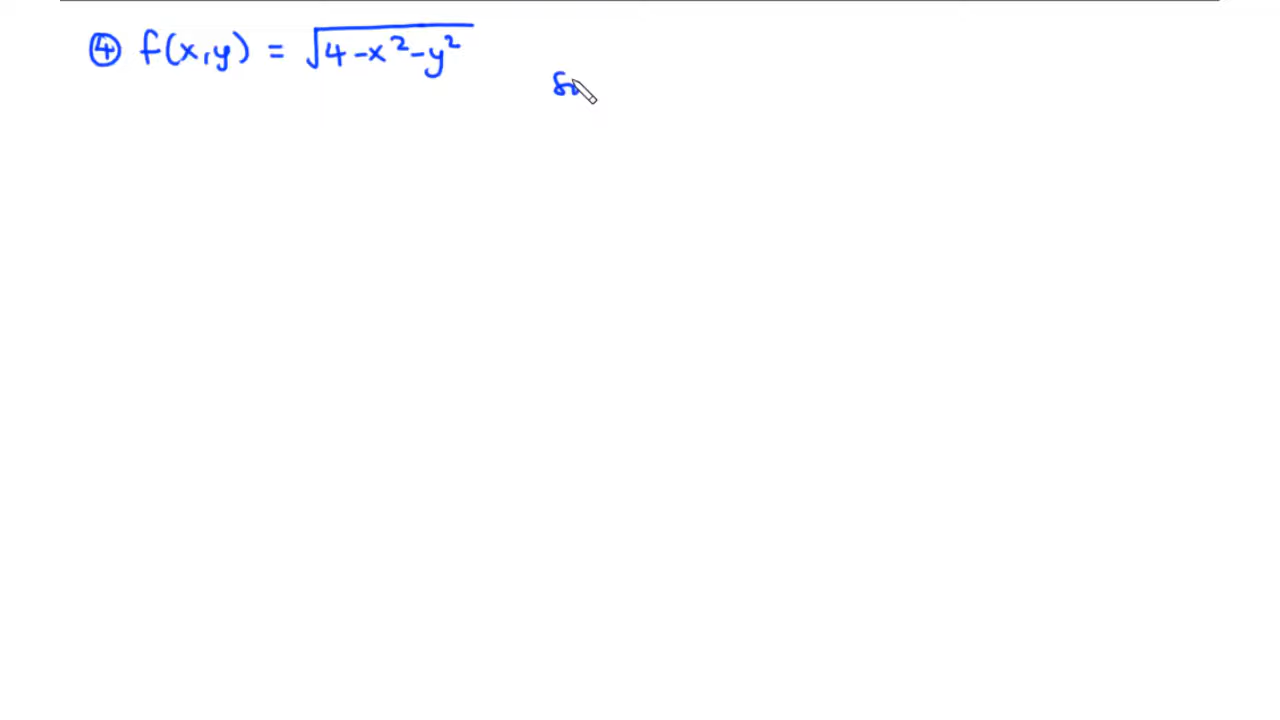 ④ f(x,y) = √(4-x²-y²)